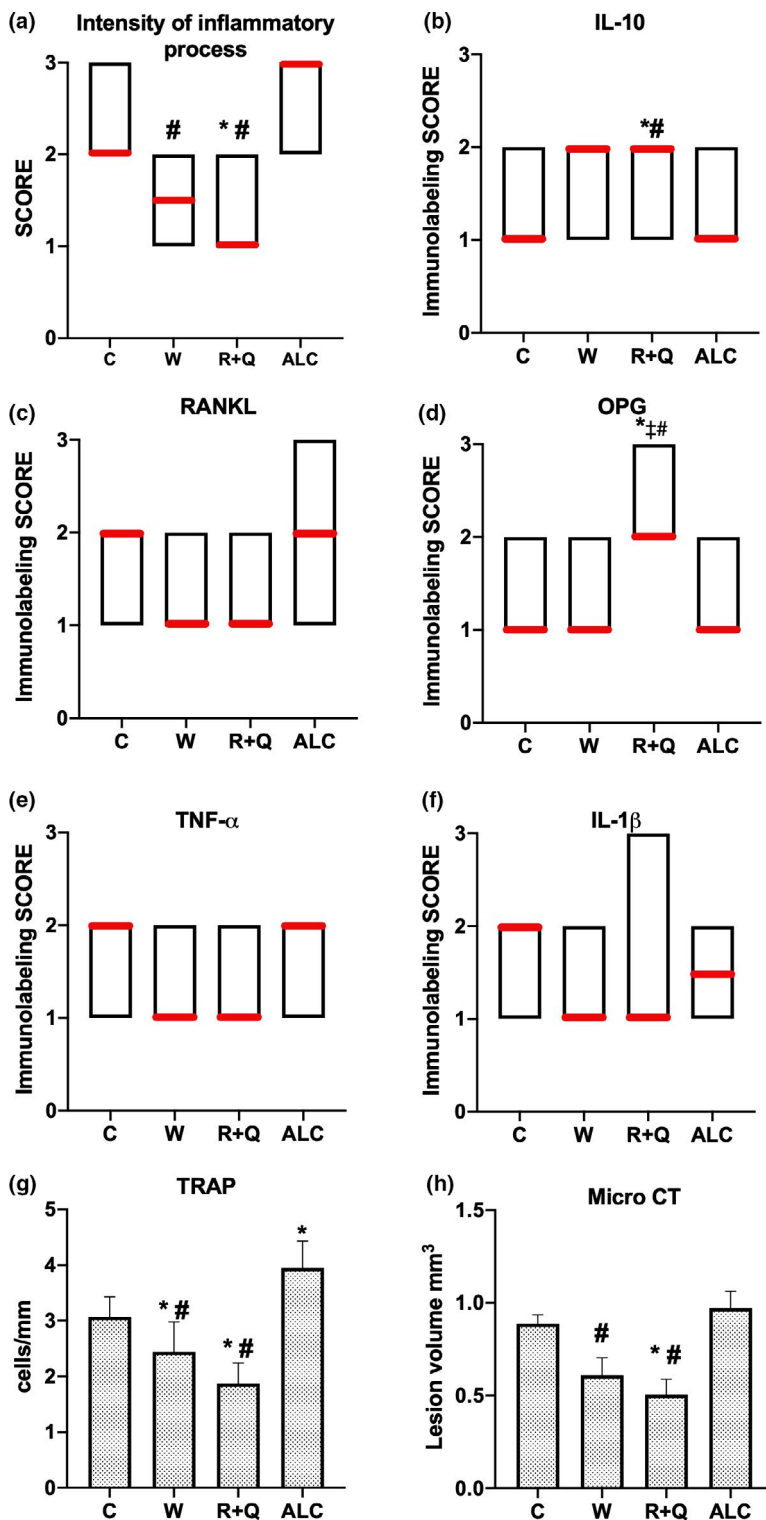 (a)
Intensity of inflammatory
process
SCORE
3
2
1
0
#
* #
C W R+Q ALC
(b)
IL-10
Immunolabeling SCORE
3
2
1
0
*#
C W R+Q ALC
(c)
RANKL
Immunolabeling SCORE
3
2
1
0
C W R+Q ALC
(d)
OPG
Immunolabeling SCORE
3
2
1
0
*‡#
C W R+Q ALC
(e)
TNF-α
Immunolabeling SCORE
3
2
1
0
C W R+Q ALC
(f)
IL-1β
Immunolabeling SCORE
3
2
1
0
C W R+Q ALC
(g)
TRAP
cells/mm
5
4
3
2
1
0
* #
* #
*
C W R+Q ALC
(h)
Micro CT
Lesion volume mm³
1.5
1.0
0.5
0.0
#
* #
C W R+Q ALC